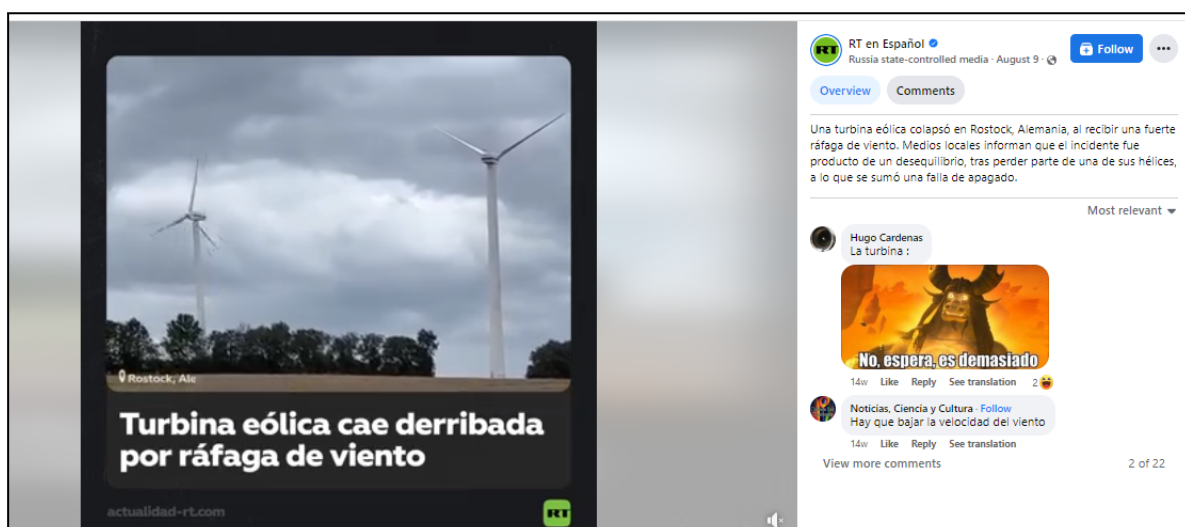 RT en Español
Russia state-controlled media · August 9 ·
Follow
Overview
Comments
Una turbina eólica colapsó en Rostock, Alemania, al recibir una fuerte
ráfaga de viento. Medios locales informan que el incidente fue
producto de un desequilibrio, tras perder parte de una de sus hélices,
a lo que se sumó una falla de apagado.
Most relevant
Hugo Cardenas
La turbina :
No, espera, es demasiado
14w Like Reply See translation 2
Noticias, Ciencia y Cultura · Follow
Hay que bajar la velocidad del viento
14w Like Reply See translation
View more comments
2 of 22
Rostock, Ale
Turbina eólica cae derribada
por ráfaga de viento
actualidad-rt.com
RT
RT